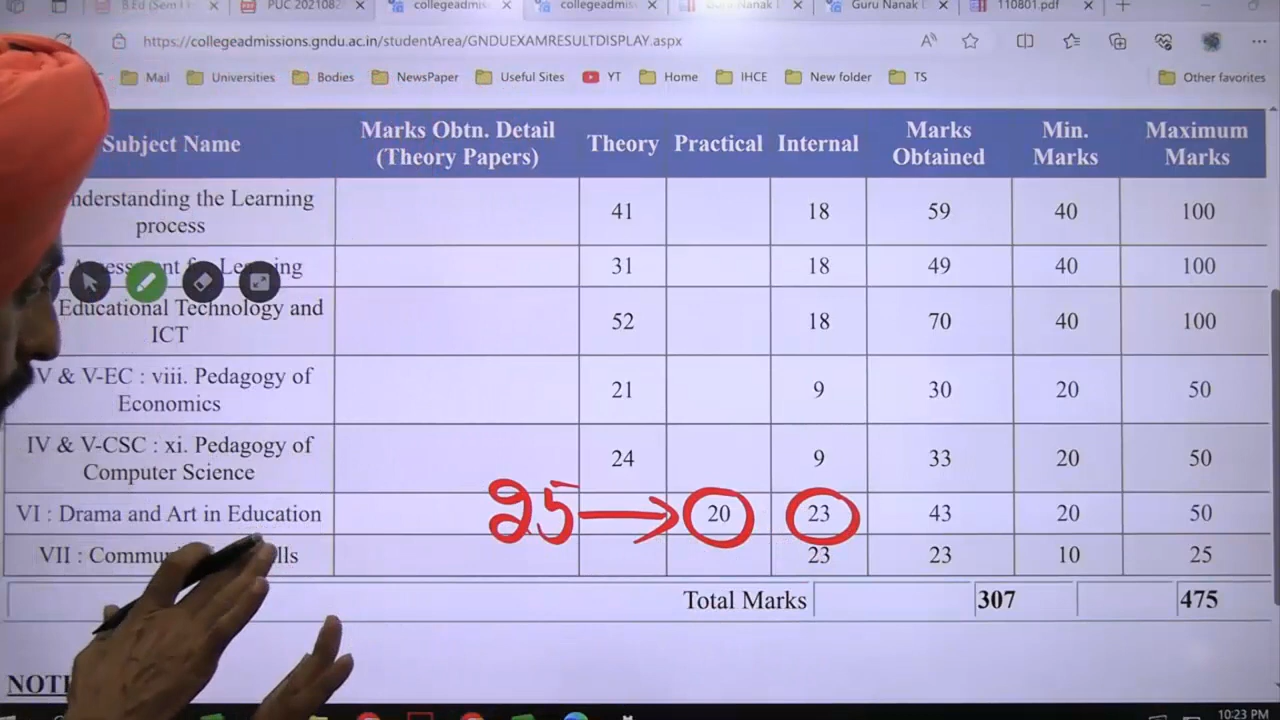 B.Ed (Sem I
PUC 2021082
collegeadmis
collegeadmis
Guru Nanak
Guru Nanak D
110801.pdf
https://collegeadmissions.gndu.ac.in/studentArea/GNDUEXAMRESULTDISPLAY.aspx
Mail Universities Bodies NewsPaper Useful Sites YT Home IHCE New folder TS Other favorites
Subject Name Marks Obtn. Detail (Theory Papers) Theory Practical Internal Marks Obtained Min. Marks Maximum Marks
nderstanding the Learning process 41 18 59 40 100
Learning 31 18 49 40 100
Educational Technology and ICT 52 18 70 40 100
V & V-EC : viii. Pedagogy of Economics 21 9 30 20 50
IV & V-CSC : xi. Pedagogy of Computer Science 24 9 33 20 50
VI : Drama and Art in Education 25 20 23 43 20 50
VII : Commu lls 23 23 10 25
Total Marks 307 475
NOT
10:23 PM